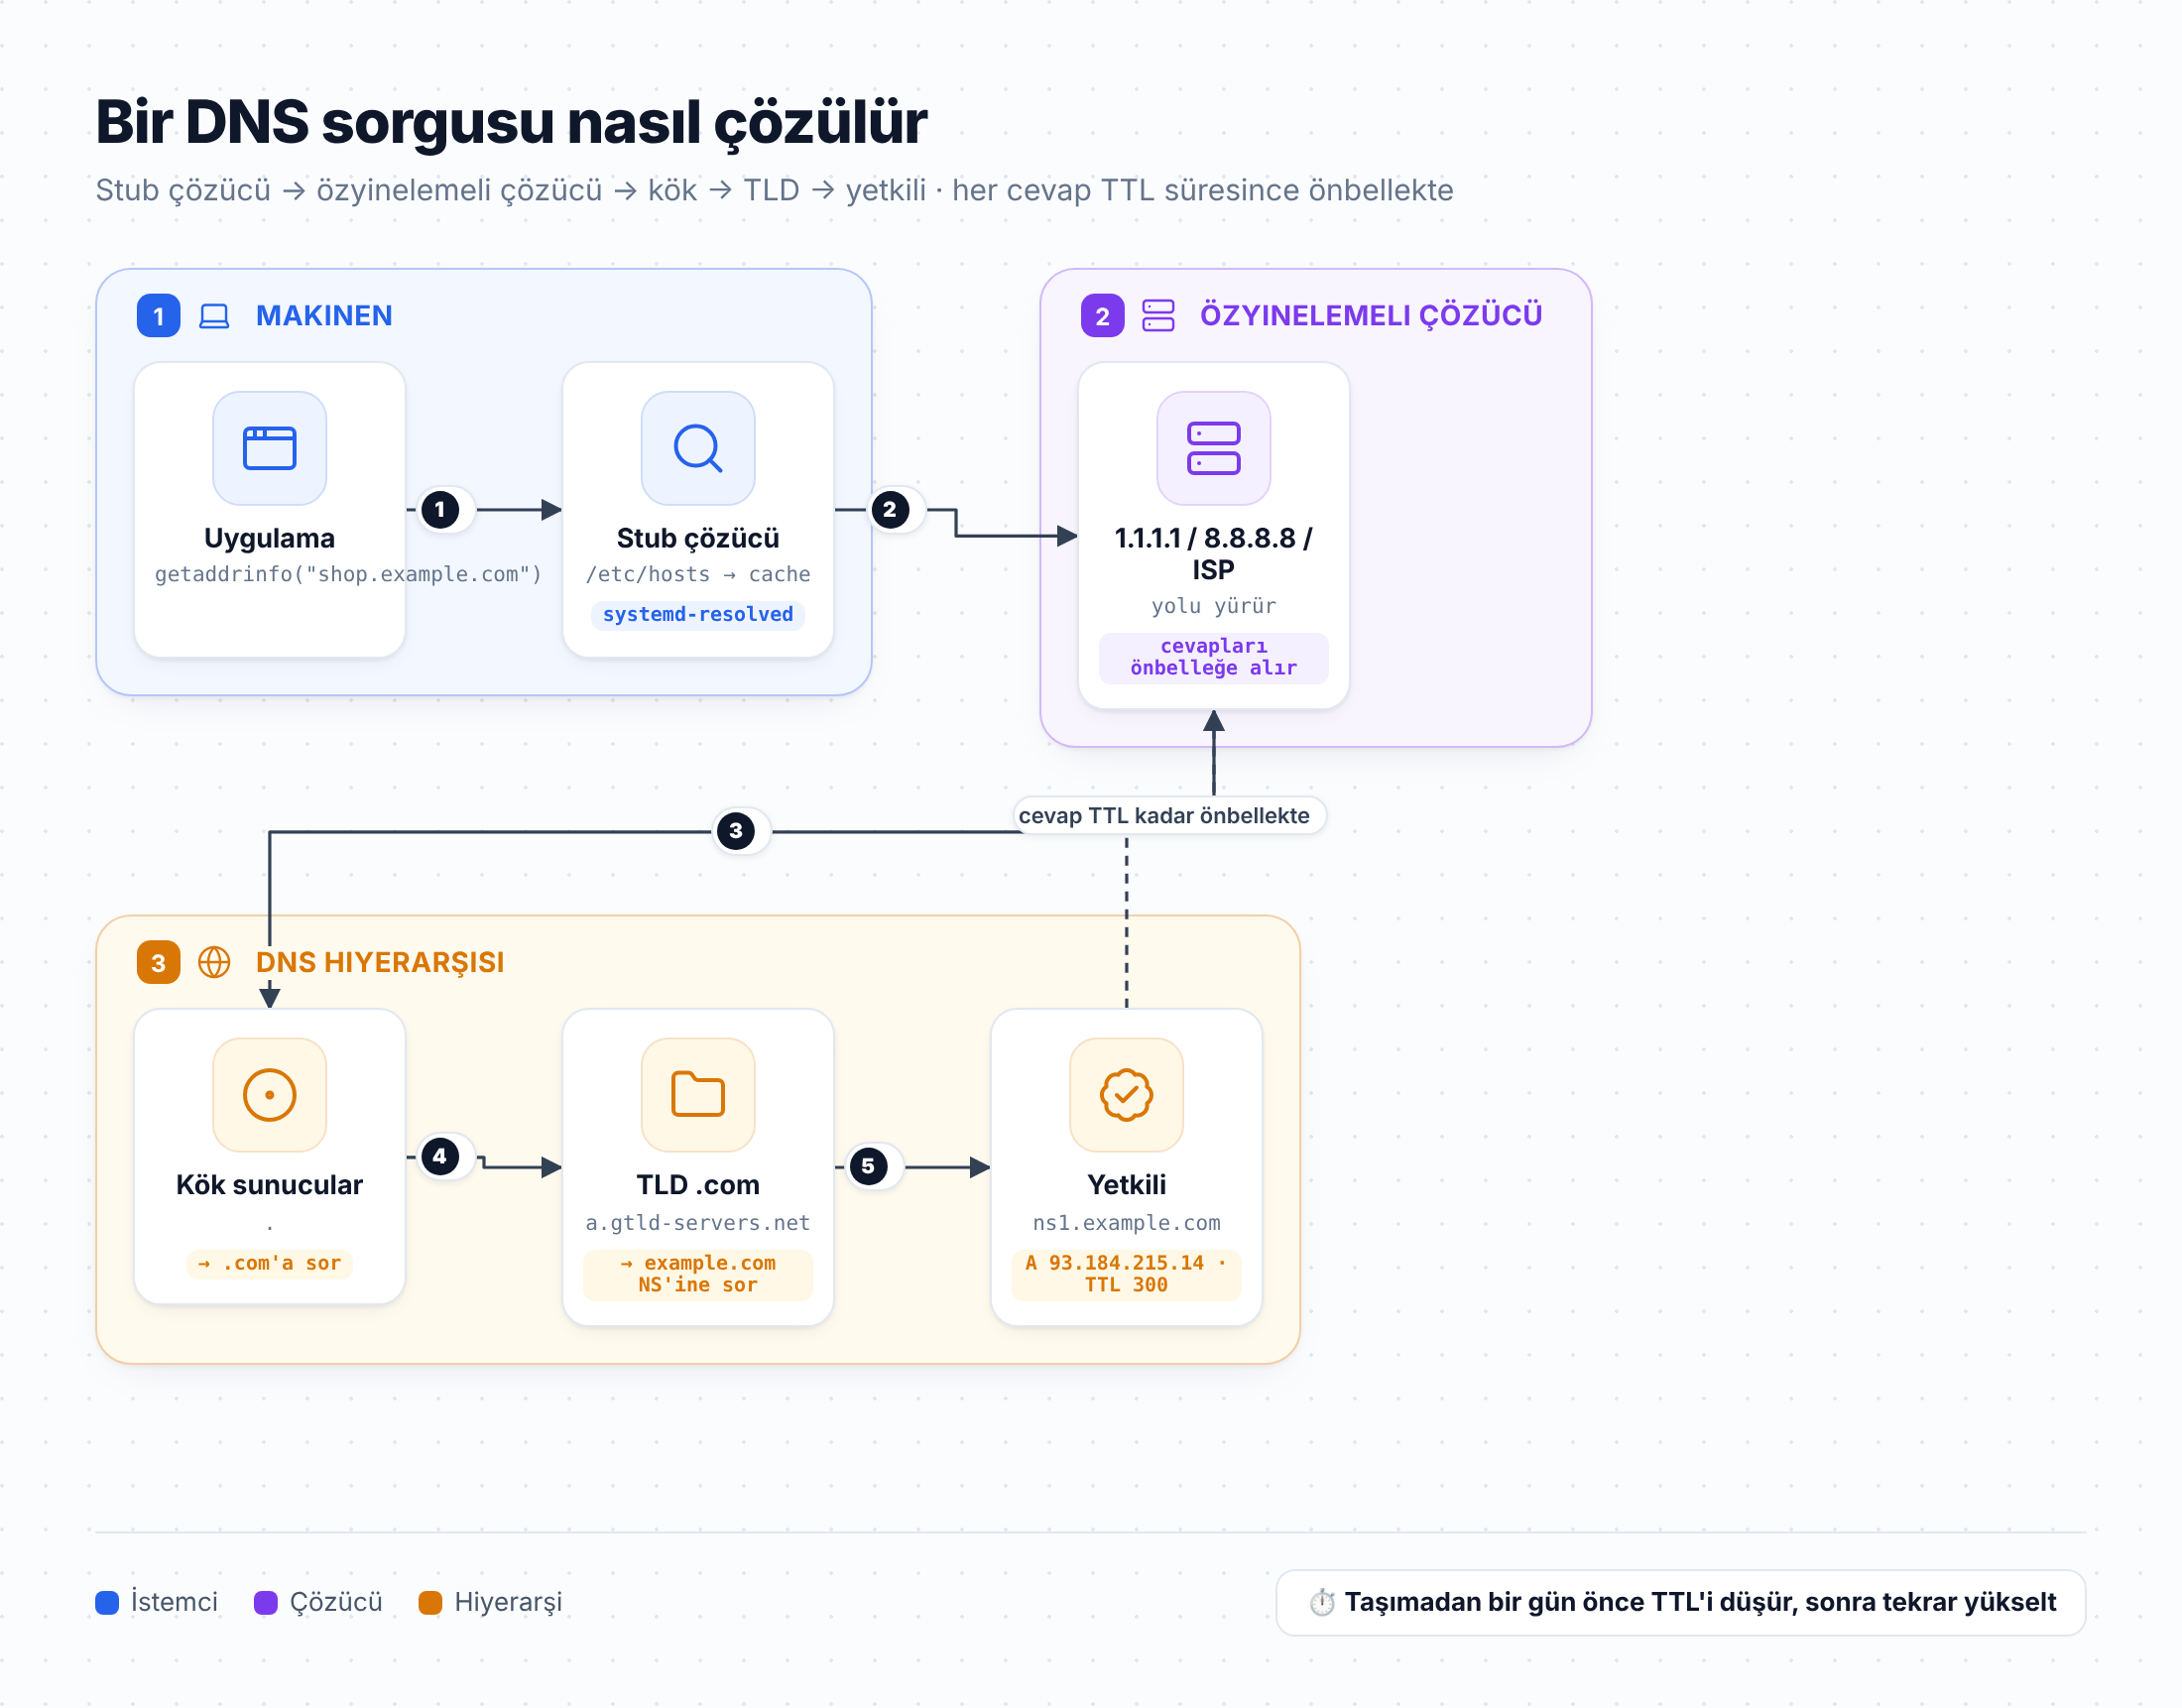 Bir DNS sorgusu nasıl çözülür
Stub çözücü → özyinelemeli çözücü → kök → TLD → yetkili · her cevap TTL süresince önbellekte
1 MAKINEN
Uygulama
getaddrinfo("shop.example.com")
1
Stub çözücü
/etc/hosts → cache
systemd-resolved
2
2 ÖZYINELEMELI ÇÖZÜCÜ
1.1.1.1 / 8.8.8.8 /
ISP
yolu yürür
cevapları
önbelleğe alır
cevap TTL kadar önbellekte
3
3 DNS HIYERARŞISI
Kök sunucular
.
→ .com'a sor
4
TLD .com
a.gtld-servers.net
→ example.com
NS'ine sor
5
Yetkili
ns1.example.com
A 93.184.215.14 ·
TTL 300
İstemci
Çözücü
Hiyerarşi
⏱️ Taşımadan bir gün önce TTL'i düşür, sonra tekrar yükselt